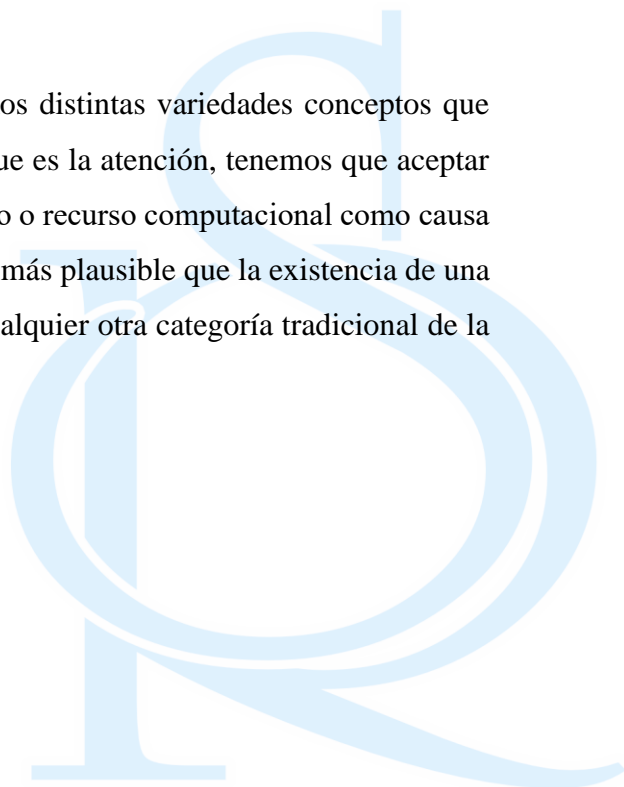 os distintas variedades conceptos que
ue es la atención, tenemos que aceptar
o o recurso computacional como causa
más plausible que la existencia de una
alquier otra categoría tradicional de la